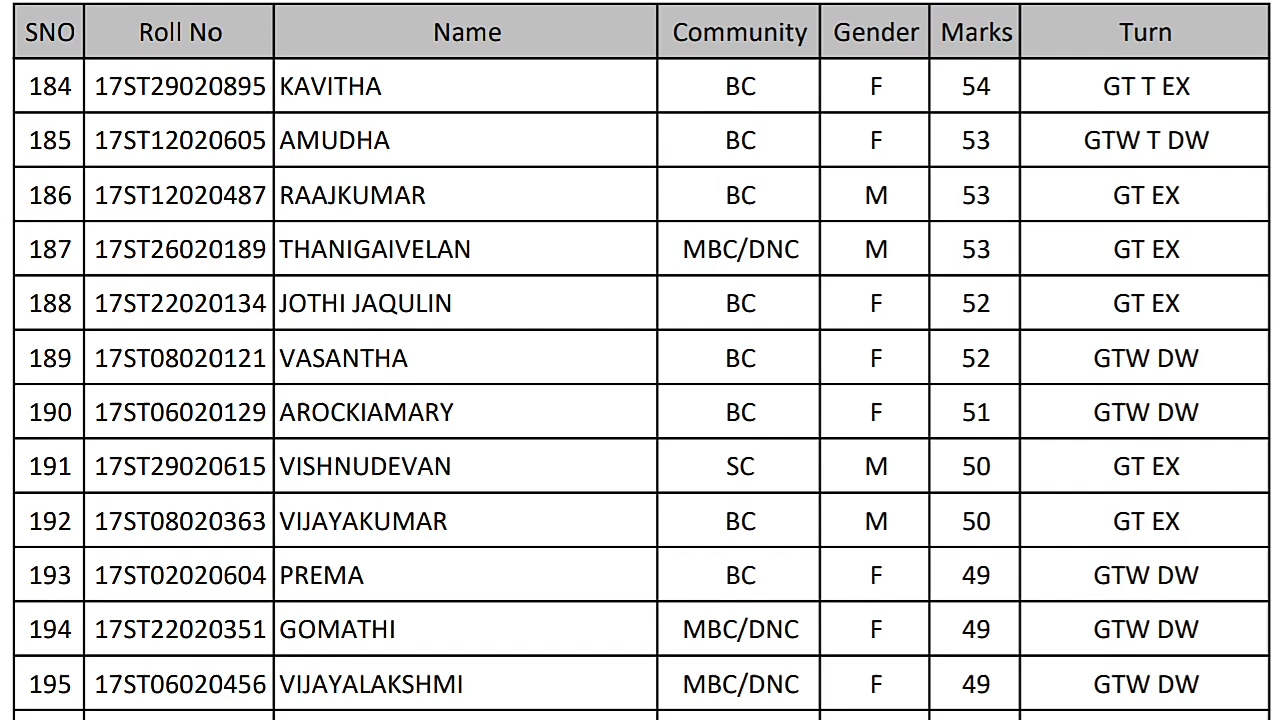 SNO Roll No Name Community Gender Marks Turn
184 17ST29020895 KAVITHA BC F 54 GT T EX
185 17ST12020605 AMUDHA BC F 53 GTW T DW
186 17ST12020487 RAAJKUMAR BC M 53 GT EX
187 17ST26020189 THANIGAIVELAN MBC/DNC M 53 GT EX
188 17ST22020134 JOTHI JAQULIN BC F 52 GT EX
189 17ST08020121 VASANTHA BC F 52 GTW DW
190 17ST06020129 AROCKIAMARY BC F 51 GTW DW
191 17ST29020615 VISHNUDEVAN SC M 50 GT EX
192 17ST08020363 VIJAYAKUMAR BC M 50 GT EX
193 17ST02020604 PREMA BC F 49 GTW DW
194 17ST22020351 GOMATHI MBC/DNC F 49 GTW DW
195 17ST06020456 VIJAYALAKSHMI MBC/DNC F 49 GTW DW